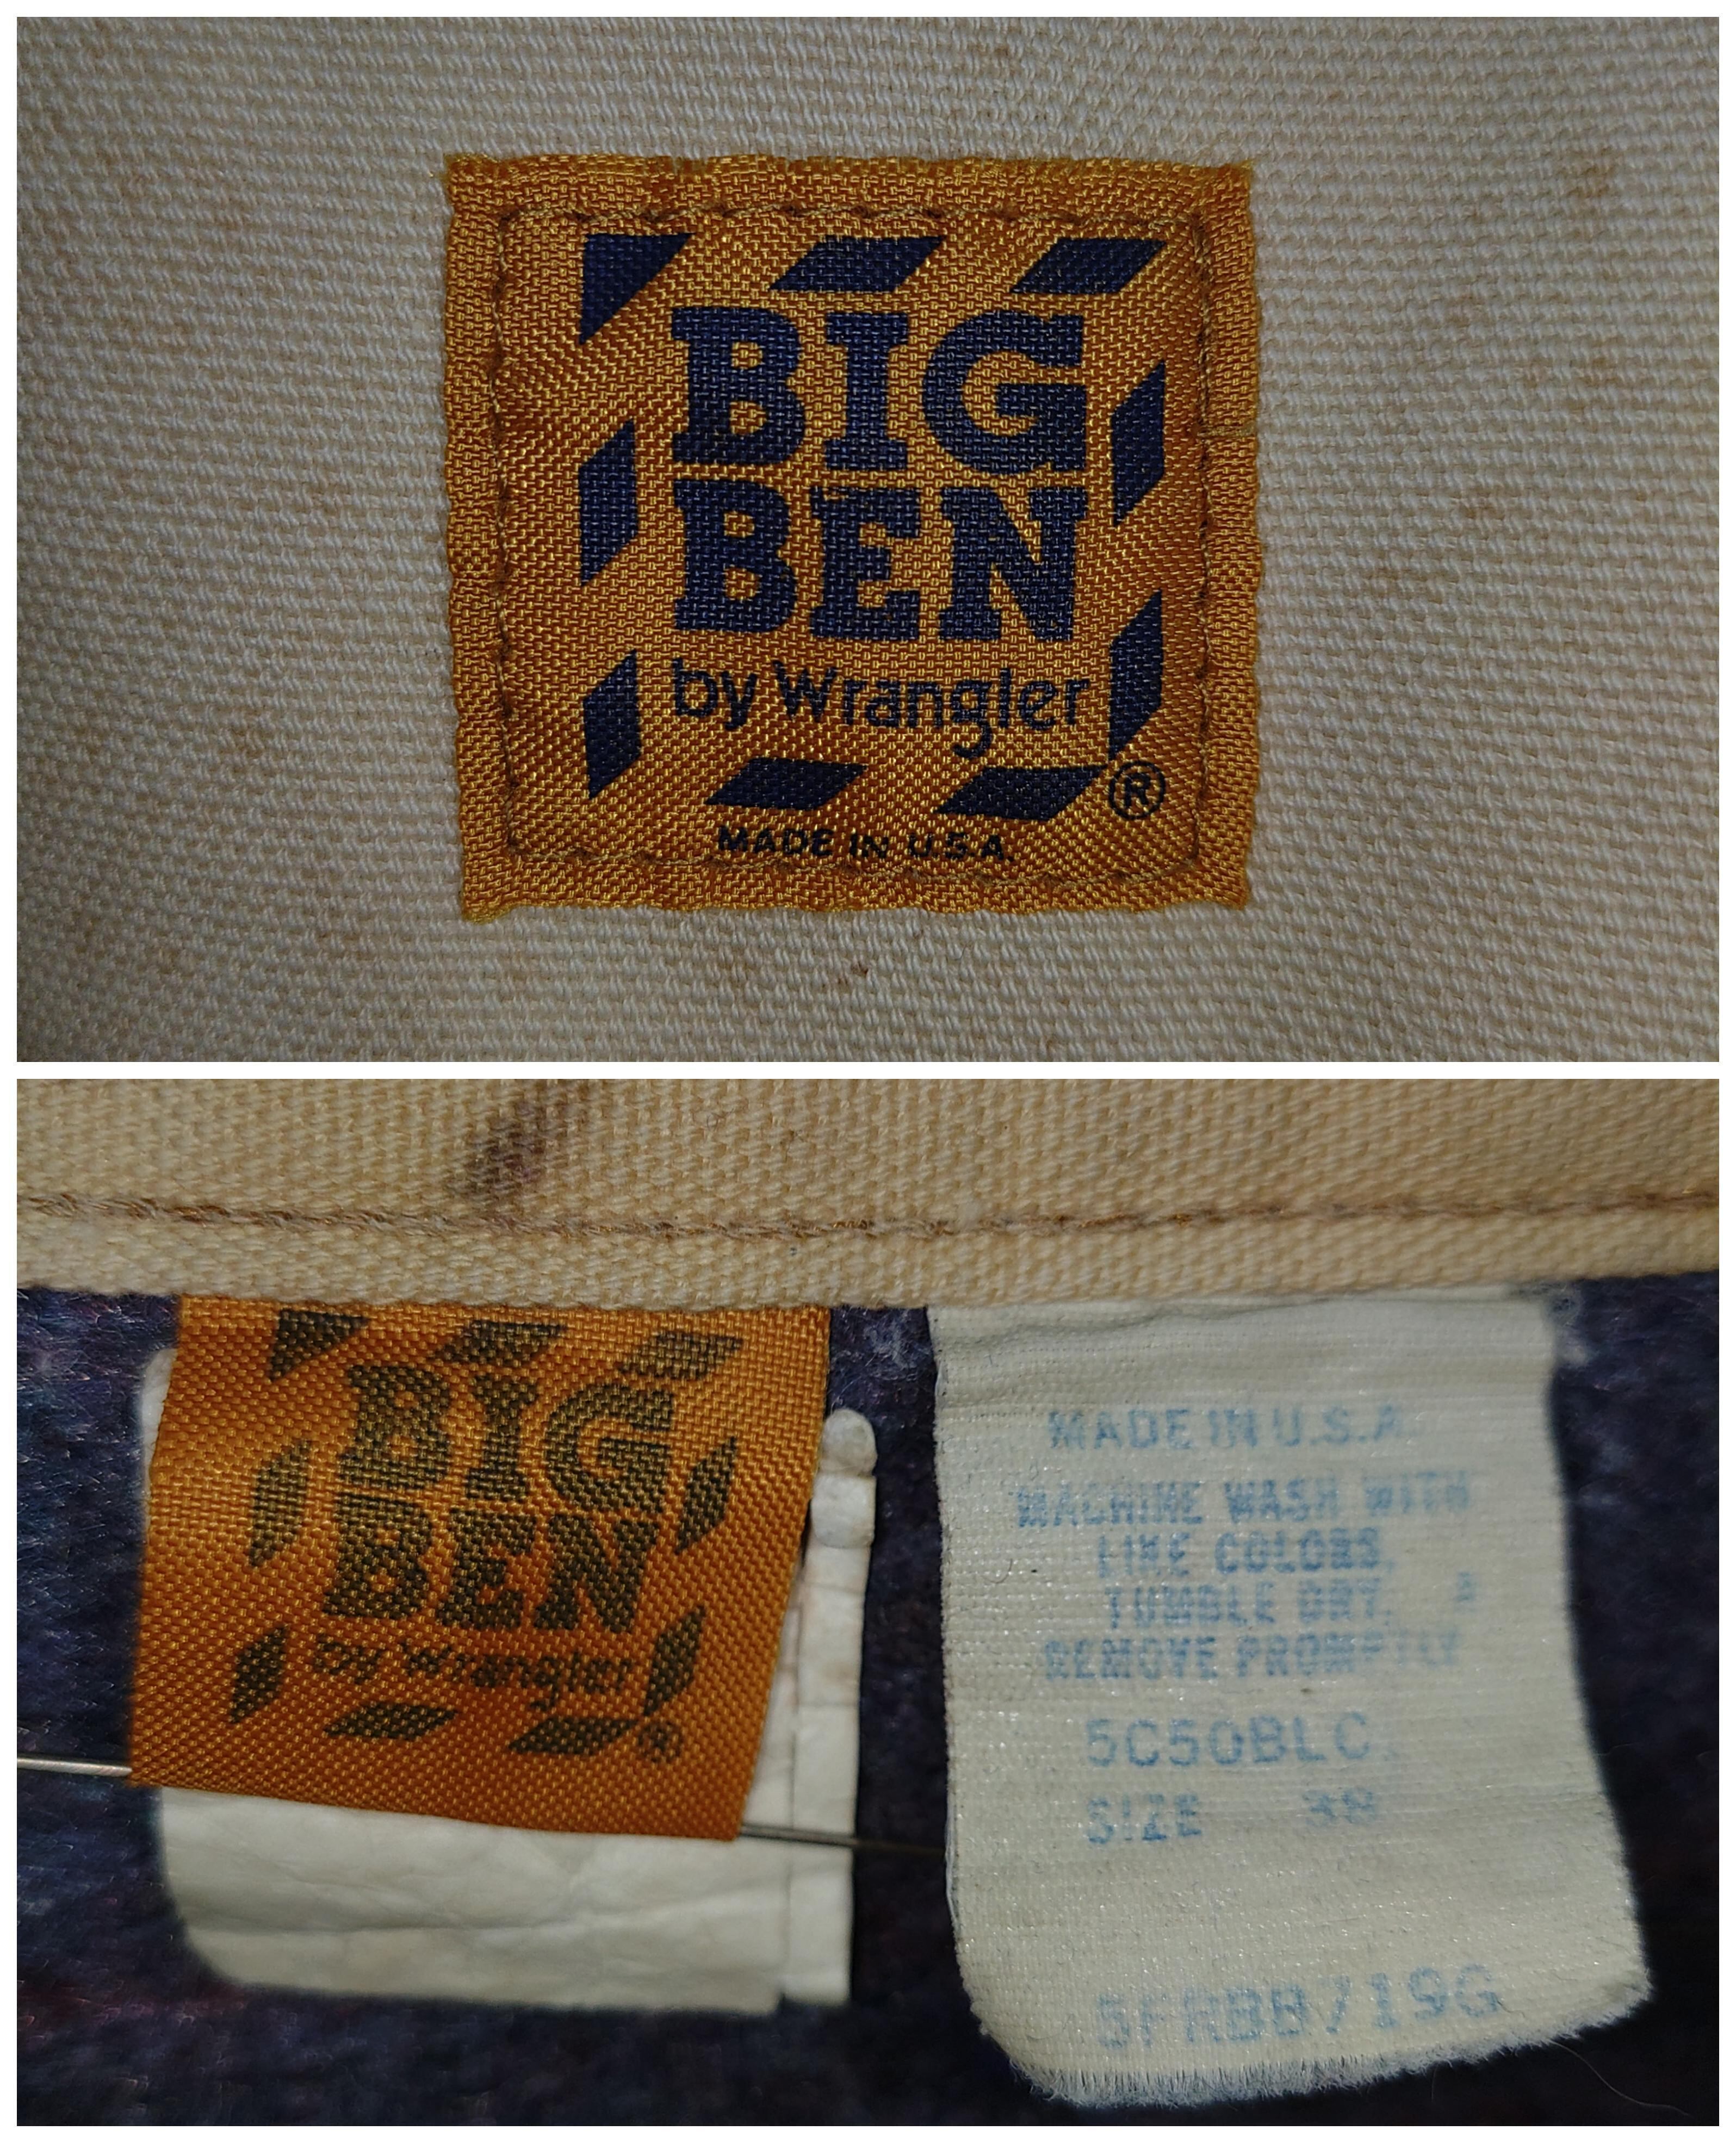 BIG
BEN
by Wrangler
®
MADE IN U.S.A.
BIG
BEN
by Wrangler
®
MADE IN U.S.A.
MACHINE WASH WITH
LIKE COLORS.
TUMBLE DRY.
REMOVE PROMPTLY
5C50BLC
SIZE 38